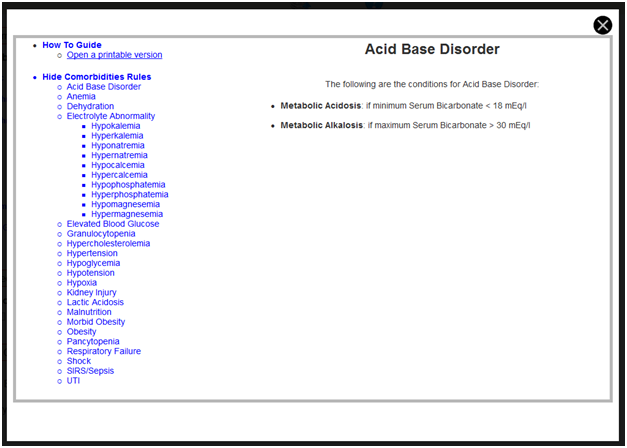 How To Guide
Open a printable version
Hide Comorbidities Rules
Acid Base Disorder
Anemia
Dehydration
Electrolyte Abnormality
Hypokalemia
Hyperkalemia
Hyponatremia
Hypernatremia
Hypocalcemia
Hypercalcemia
Hypophosphatemia
Hyperphosphatemia
Hypomagnesemia
Hypermagnesemia
Elevated Blood Glucose
Granulocytopenia
Hypercholesterolemia
Hypertension
Hypoglycemia
Hypotension
Hypoxia
Kidney Injury
Lactic Acidosis
Malnutrition
Morbid Obesity
Obesity
Pancytopenia
Respiratory Failure
Shock
SIRS/Sepsis
UTI
Acid Base Disorder
The following are the conditions for Acid Base Disorder:
Metabolic Acidosis: if minimum Serum Bicarbonate < 18 mEq/l
Metabolic Alkalosis: if maximum Serum Bicarbonate > 30 mEq/l